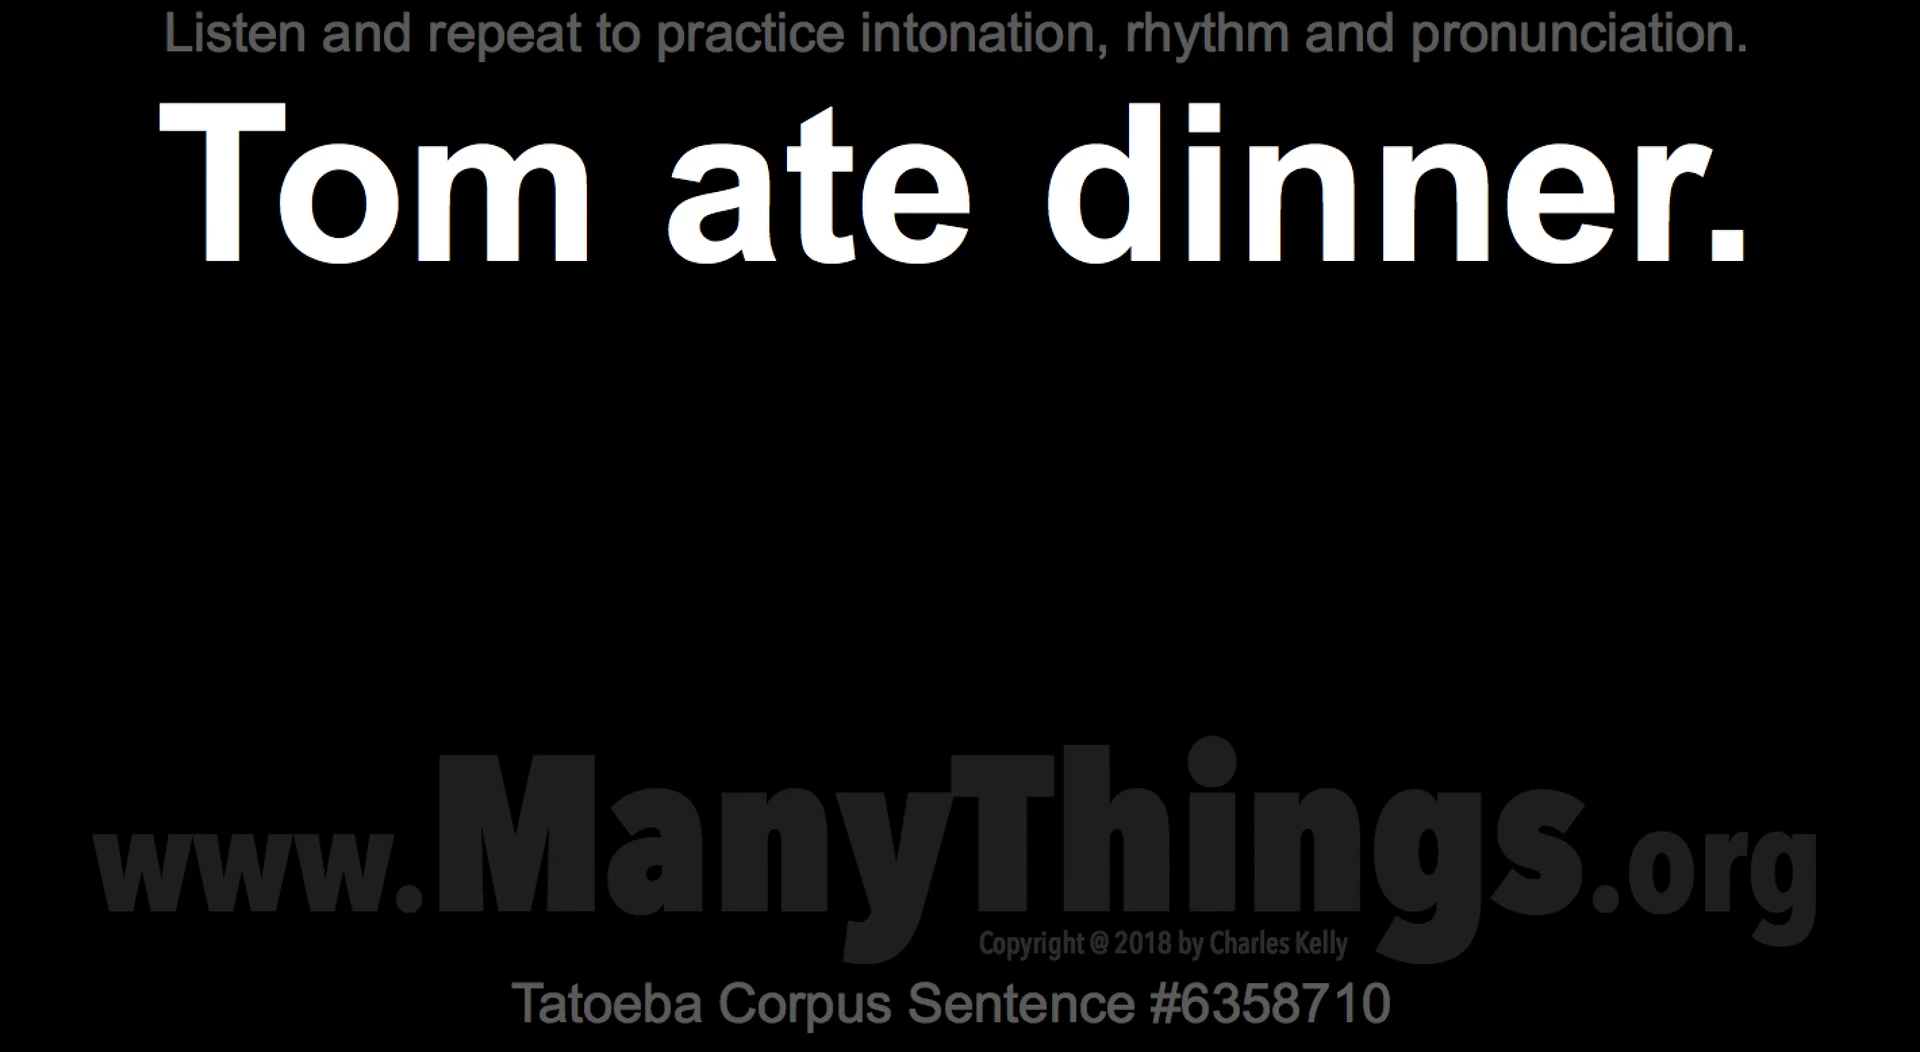 Listen and repeat to practice intonation, rhythm and pronunciation.
Tom ate dinner.
www.ManyThings.org
Copyright @ 2018 by Charles Kelly
Tatoeba Corpus Sentence #6358710